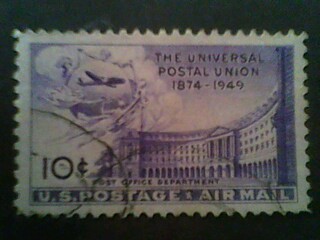 THE UNIVERSAL
POSTAL UNION
1874-1949
10¢
POST OFFICE DEPARTMENT
U.S. POSTAGE AIR MAIL